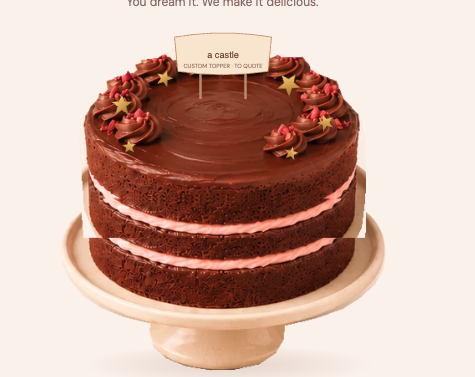 You dream it. We make it delicious.
a castle
CUSTOM TOPPER · TO QUOTE